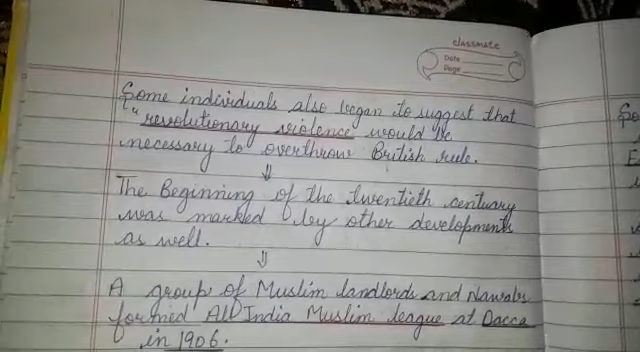 classmate
Date
Page
Some individuals also began to suggest that
"revolutionary violence would be
necessary to overthrow British rule.
⇓
The Beginning of the twentieth centuary
was marked by other developments
as well.
⇓
A group of Muslim landlords and Nawabs
formed All India Muslim league at Dacca
in 1906.